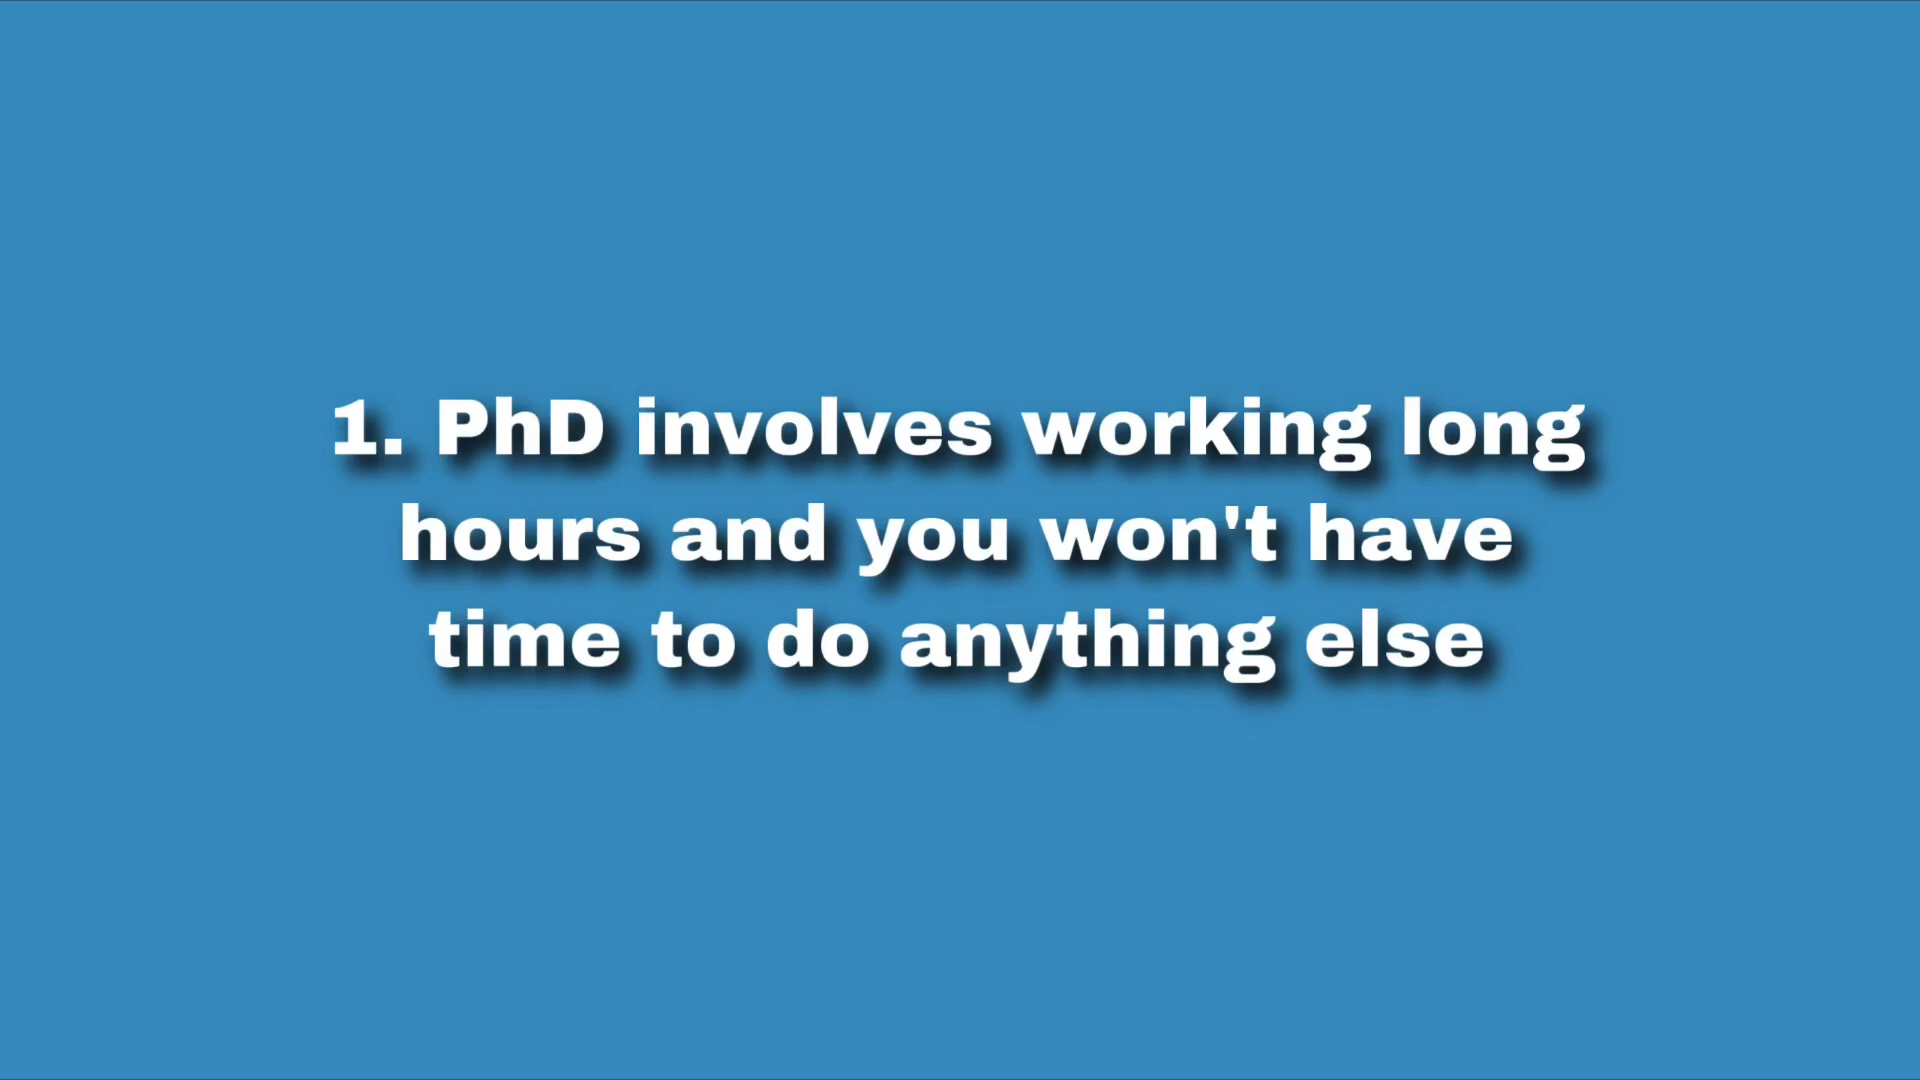 1. PhD involves working long
hours and you won't have
time to do anything else